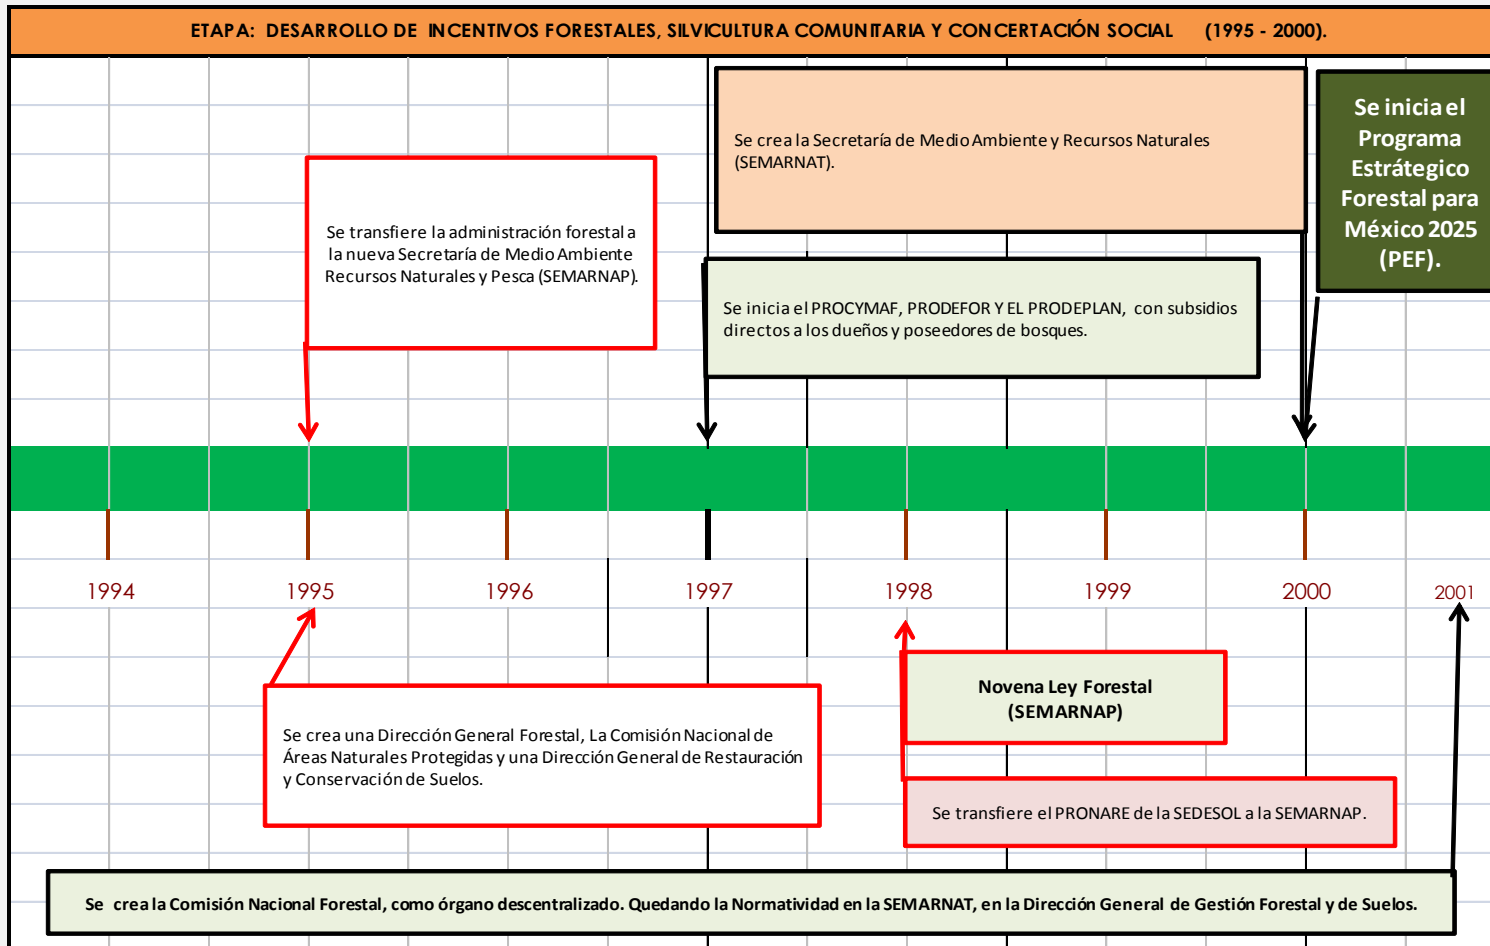 ETAPA: DESARROLLO DE INCENTIVOS FORESTALES, SILVICULTURA COMUNITARIA Y CONCERTACIÓN SOCIAL (1995 - 2000).
Se crea la Secretaría de Medio Ambiente y Recursos Naturales
(SEMARNAT).
Se inicia el
Programa
Estrátegico
Forestal para
México 2025
(PEF).
Se transfiere la administración forestal a
la nueva Secretaría de Medio Ambiente
Recursos Naturales y Pesca (SEMARNAP).
Se inicia el PROCYMAF, PRODEFOR Y EL PRODEPLAN, con subsidios
directos a los dueños y poseedores de bosques.
1994 1995 1996 1997 1998 1999 2000 2001
Novena Ley Forestal
(SEMARNAP)
Se crea una Dirección General Forestal, La Comisión Nacional de
Áreas Naturales Protegidas y una Dirección General de Restauración
y Conservación de Suelos.
Se transfiere el PRONARE de la SEDESOL a la SEMARNAP.
Se crea la Comisión Nacional Forestal, como órgano descentralizado. Quedando la Normatividad en la SEMARNAT, en la Dirección General de Gestión Forestal y de Suelos.